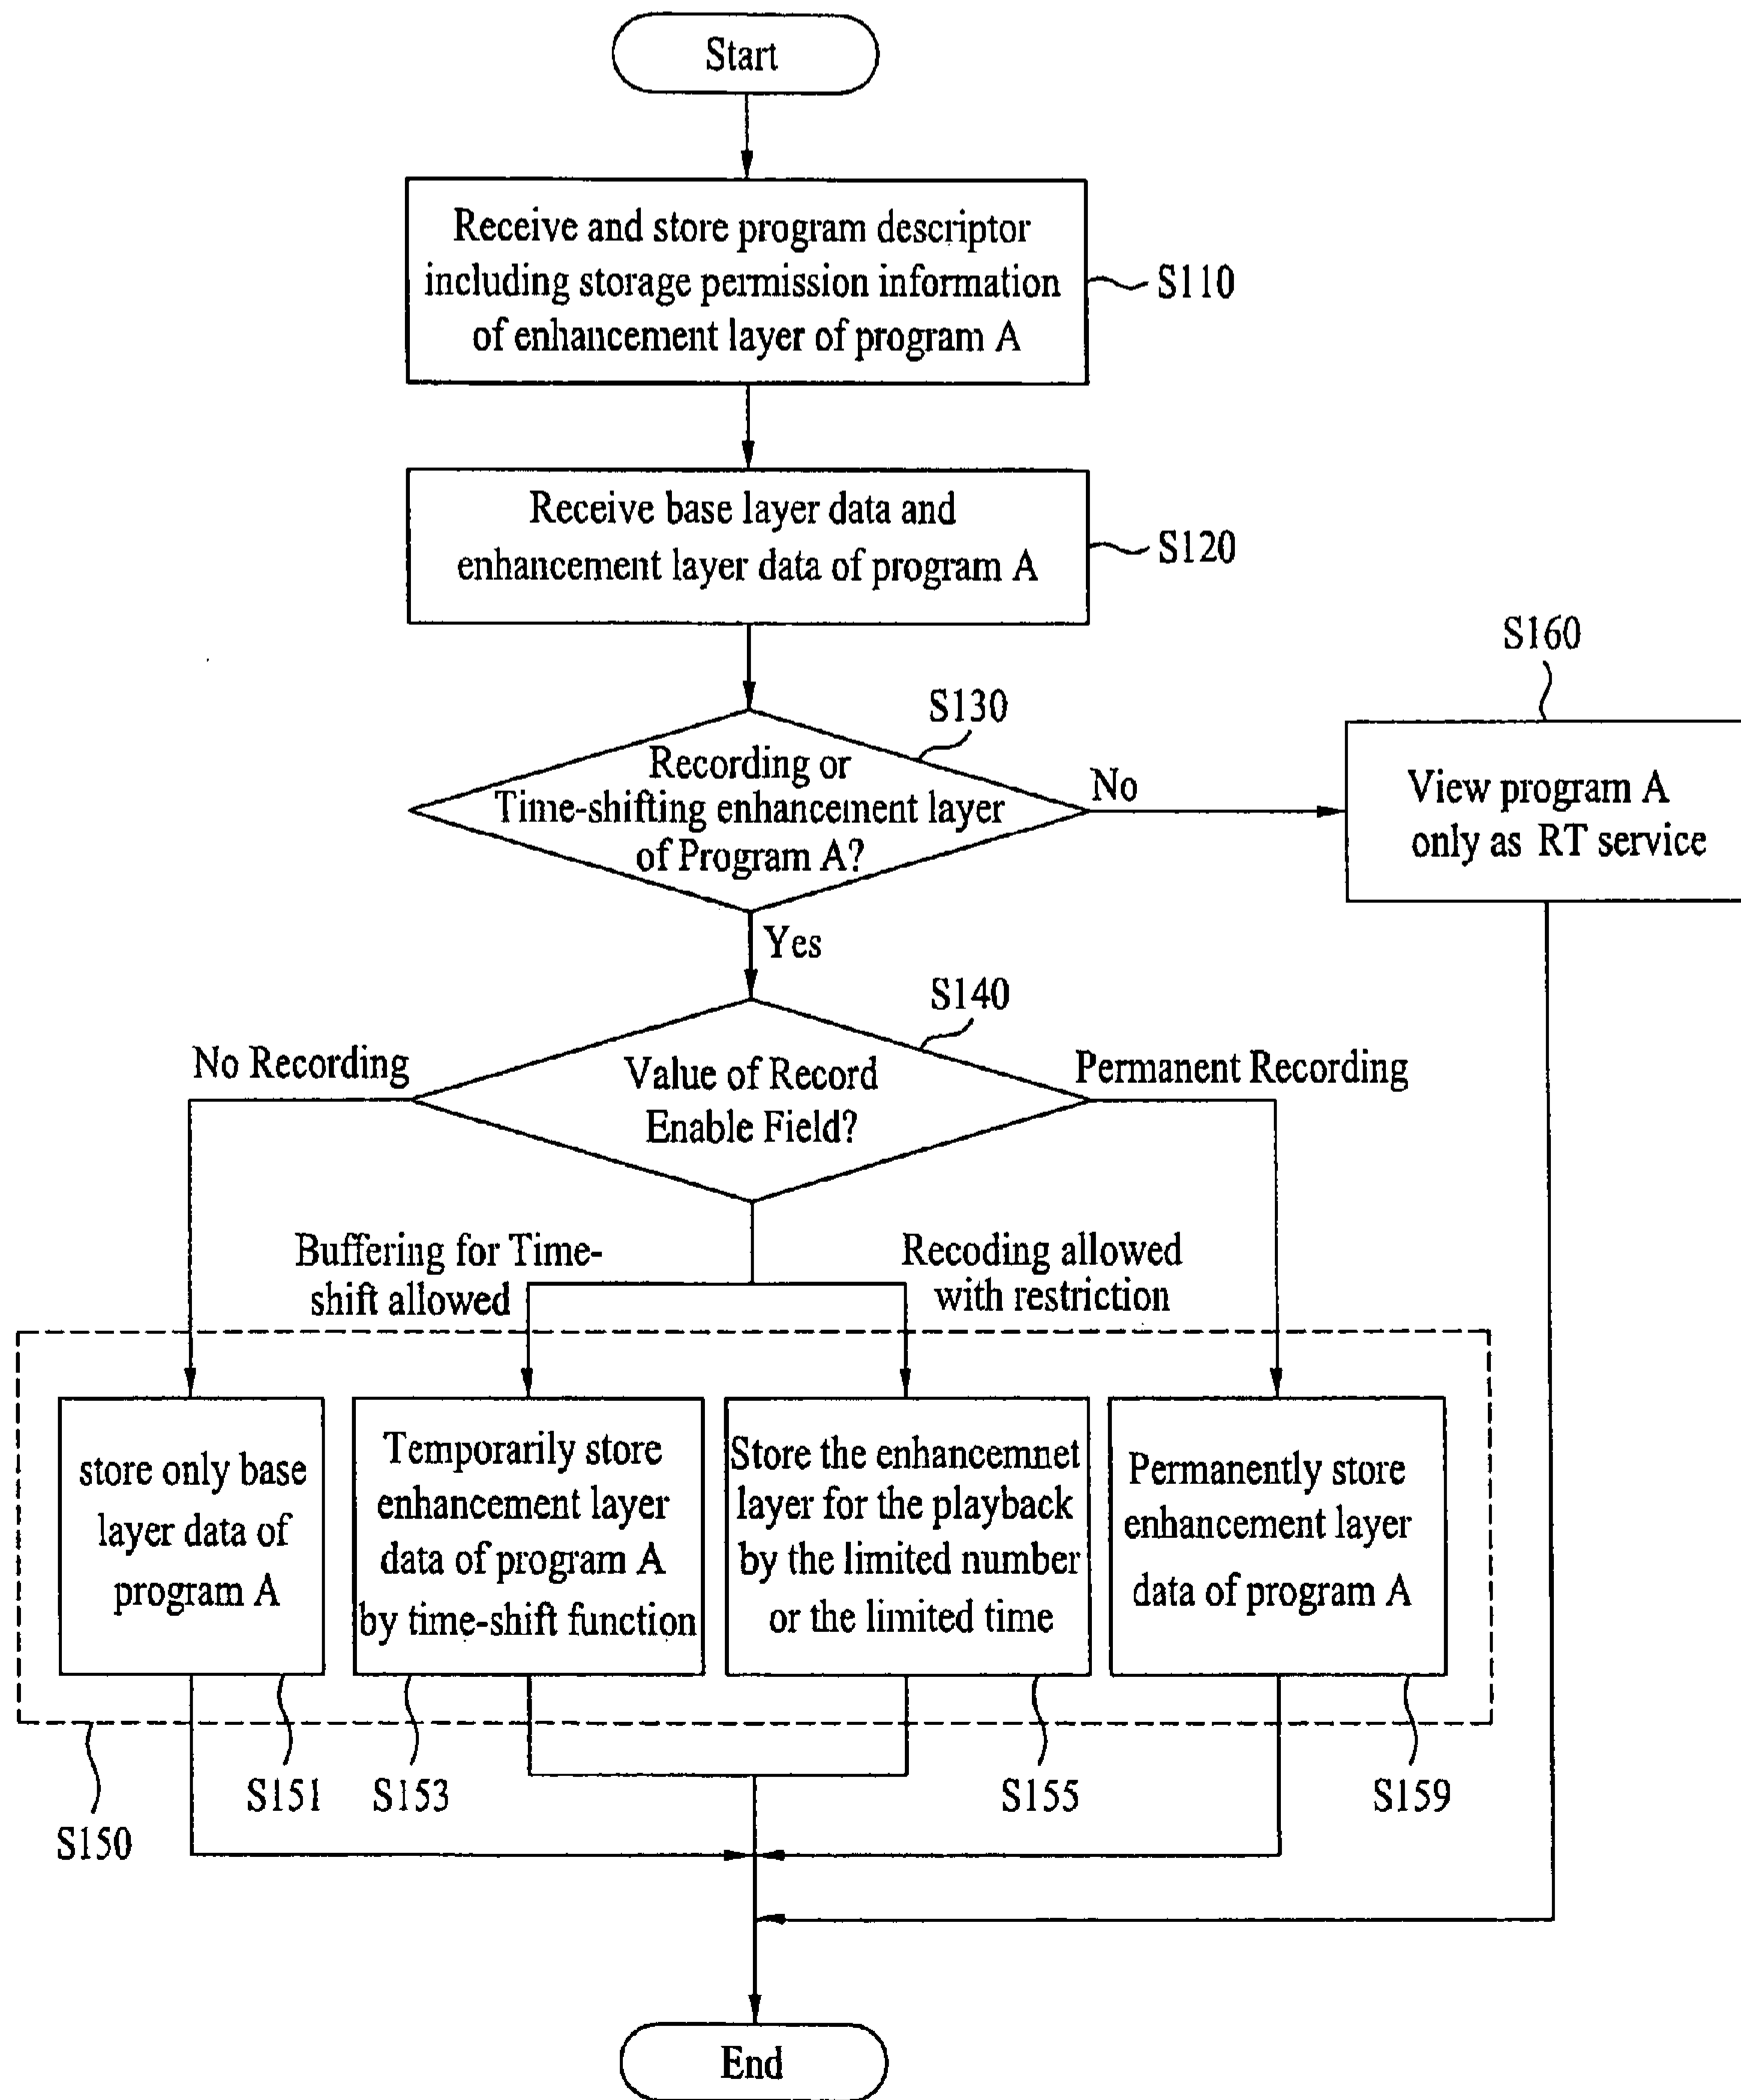 Start
Receive and store program descriptor
including storage permission information
of enhancement layer of program A
S110
Receive base layer data and
enhancement layer data of program A
S120
S160
S130
Recording or
Time-shifting enhancement layer
of Program A?
No
View program A
only as RT service
Yes
S140
No Recording
Value of Record
Enable Field?
Permanent Recording
Buffering for Time-
shift allowed
Recoding allowed
with restriction
store only base
layer data of
program A
Temporarily store
enhancement layer
data of program A
by time-shift function
Store the enhancemnet
layer for the playback
by the limited number
or the limited time
Permanently store
enhancement layer
data of program A
S150
S151
S153
S155
S159
End